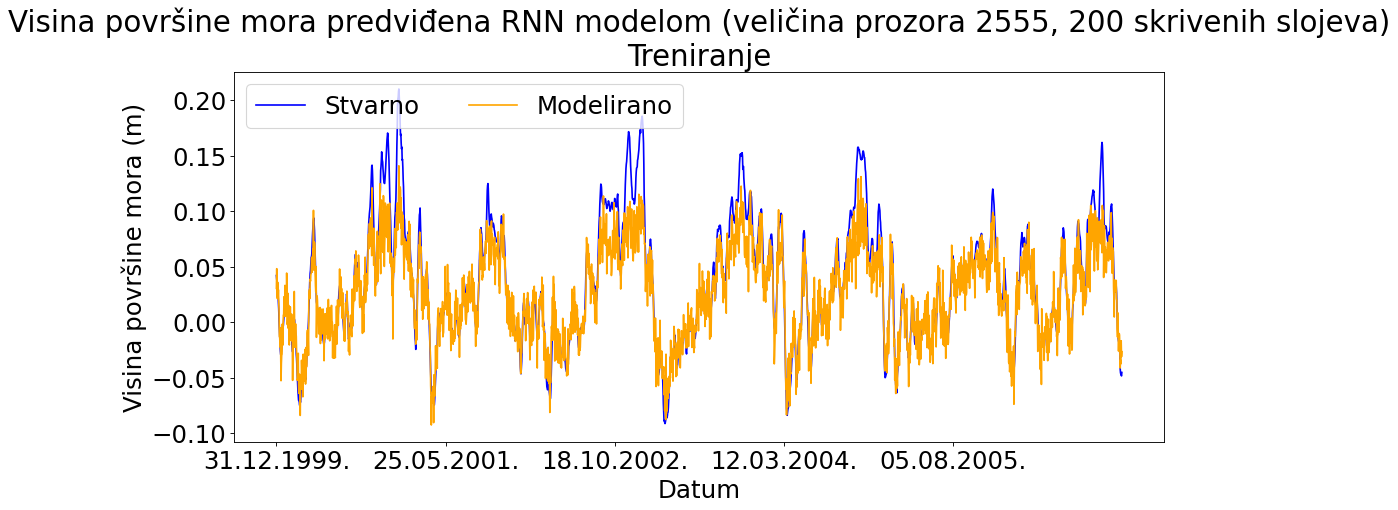 Visina površine mora predviđena RNN modelom (veličina prozora 2555, 200 skrivenih slojeva)
Treniranje
Stvarno Modelirano
Visina površine mora (m)
0.20
0.15
0.10
0.05
0.00
−0.05
−0.10
31.12.1999. 25.05.2001. 18.10.2002. 12.03.2004. 05.08.2005.
Datum